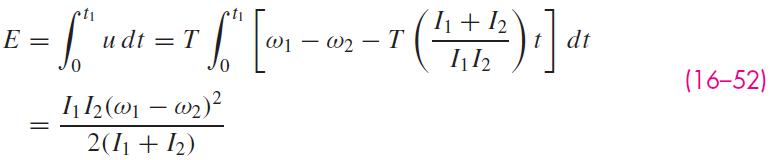 E = ∫₀^{t₁} u dt = T ∫₀^{t₁} [ω₁ − ω₂ − T ((I₁ + I₂)/(I₁I₂)) t] dt
= I₁I₂(ω₁ − ω₂)² / 2(I₁ + I₂)
(16–52)